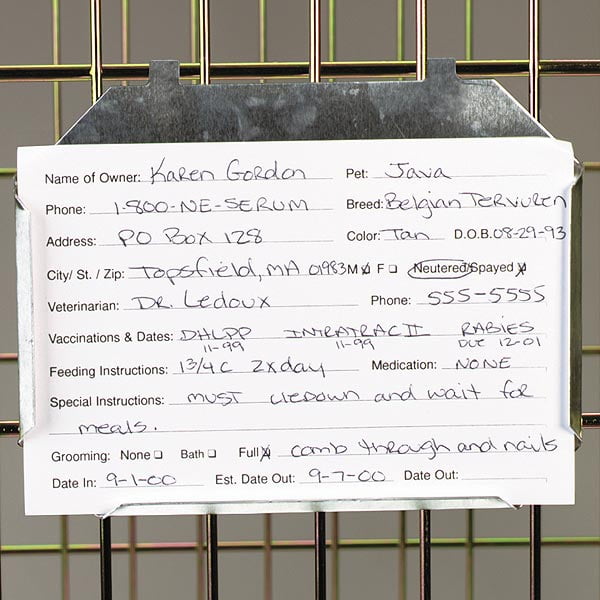 Name of Owner: Karen Gordon Pet: Java
Phone: 1-800-NE-SERUM Breed: Belgian Tervuren
Address: PO Box 128 Color: Tan D.O.B. 08-29-93
City/ St. / Zip: Topsfield, MA 01983 M ☒ F ☐ Neutered/Spayed ☒
Veterinarian: DR. Ledoux Phone: 555-5555
Vaccinations & Dates: DHLPP INTRATRAC II RABIES
11-99 11-99 DUE 12-01
Feeding Instructions: 1 3/4 C 2x day Medication: NONE
Special Instructions: must liedown and wait for
meals.
Grooming: None ☐ Bath ☐ Full ☒ comb through and nails
Date In: 9-1-00 Est. Date Out: 9-7-00 Date Out: